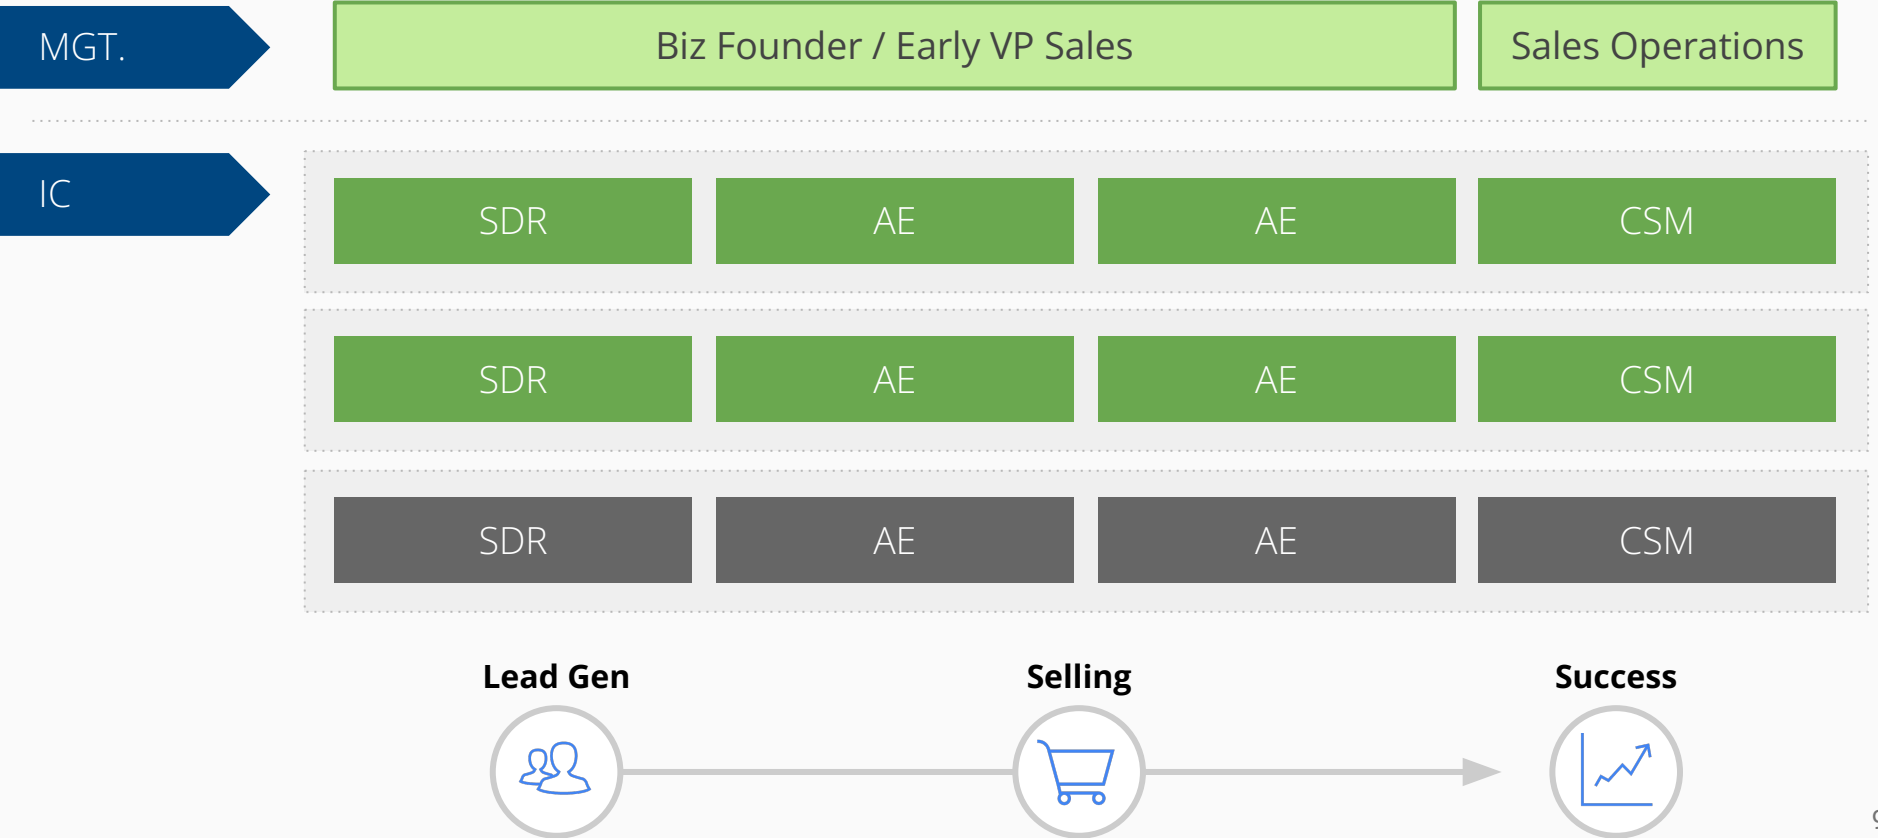 MGT.
Biz Founder / Early VP Sales
Sales Operations
IC
SDR
AE
AE
CSM
SDR
AE
AE
CSM
SDR
AE
AE
CSM
Lead Gen
Selling
Success